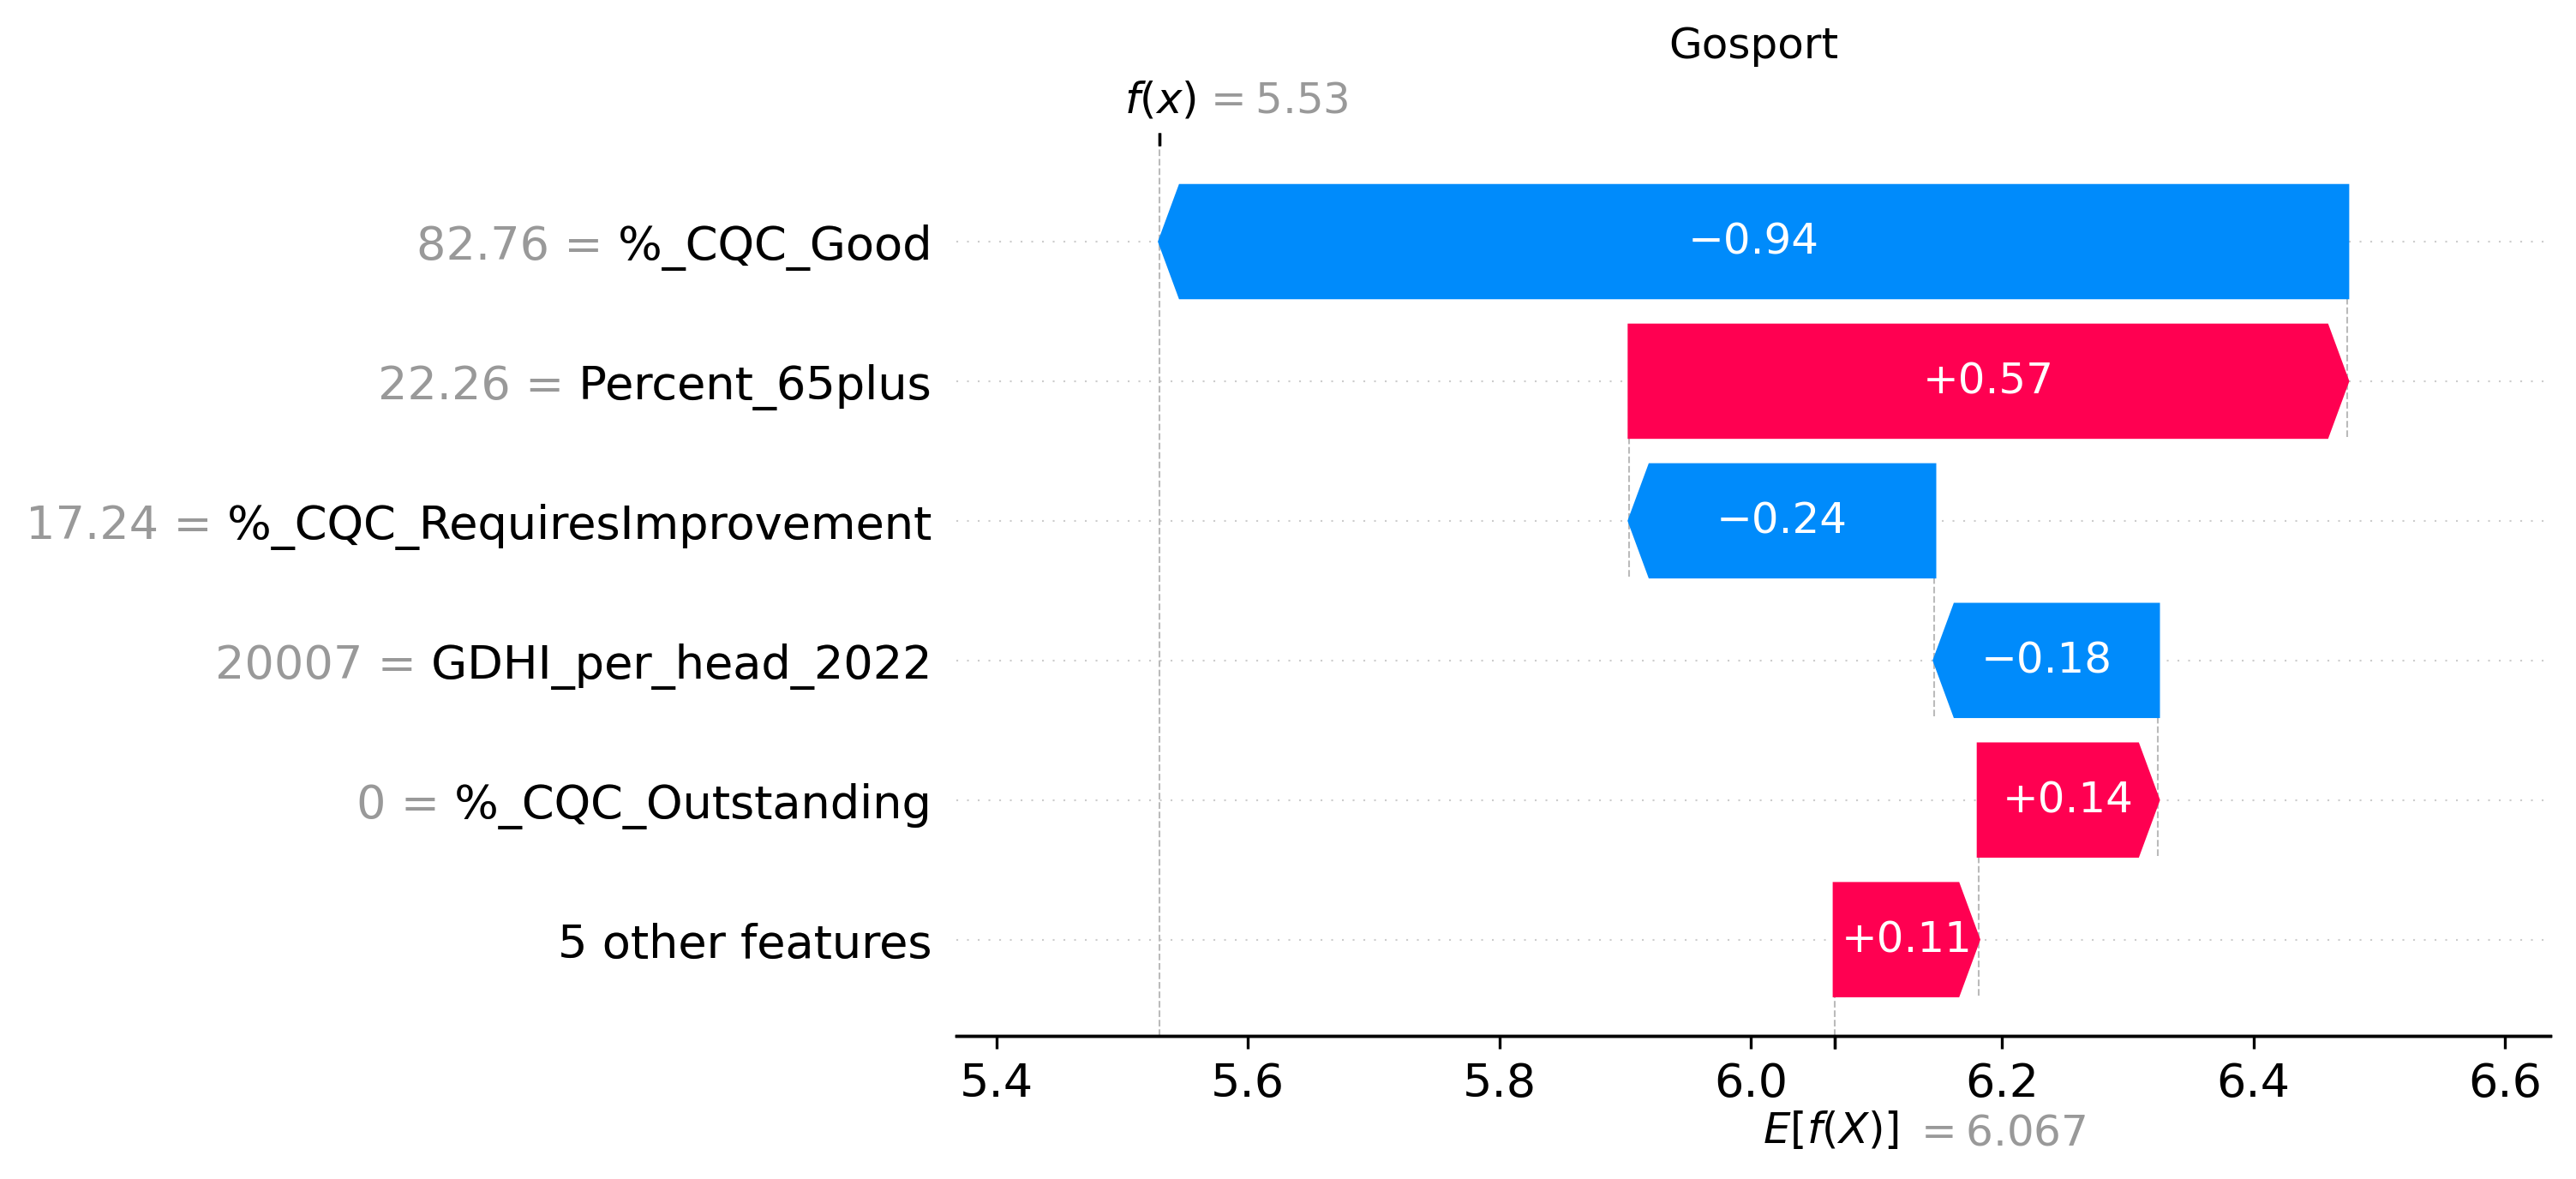 Gosport
f(x) = 5.53
82.76 = %_CQC_Good
−0.94
22.26 = Percent_65plus
+0.57
17.24 = %_CQC_RequiresImprovement
−0.24
20007 = GDHI_per_head_2022
−0.18
0 = %_CQC_Outstanding
+0.14
5 other features
+0.11
5.4 5.6 5.8 6.0 6.2 6.4 6.6
E[f(X)] = 6.067